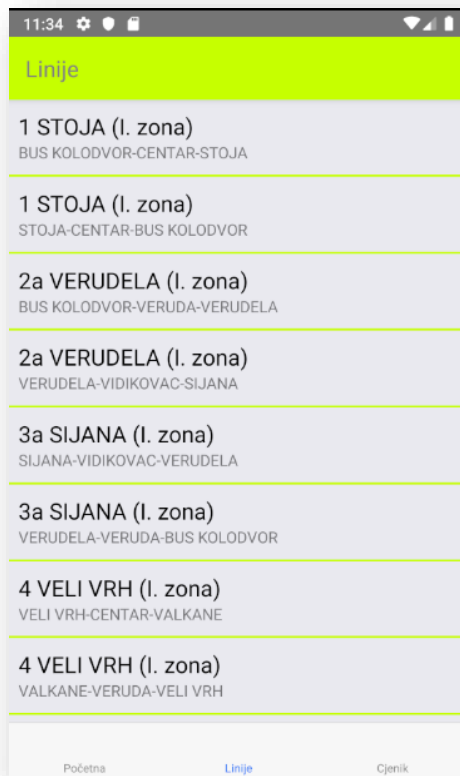 11:34
Linije
1 STOJA (I. zona)
BUS KOLODVOR-CENTAR-STOJA
1 STOJA (I. zona)
STOJA-CENTAR-BUS KOLODVOR
2a VERUDELA (I. zona)
BUS KOLODVOR-VERUDA-VERUDELA
2a VERUDELA (I. zona)
VERUDELA-VIDIKOVAC-SIJANA
3a SIJANA (I. zona)
SIJANA-VIDIKOVAC-VERUDELA
3a SIJANA (I. zona)
VERUDELA-VERUDA-BUS KOLODVOR
4 VELI VRH (I. zona)
VELI VRH-CENTAR-VALKANE
4 VELI VRH (I. zona)
VALKANE-VERUDA-VELI VRH
Početna Linije Cjenik